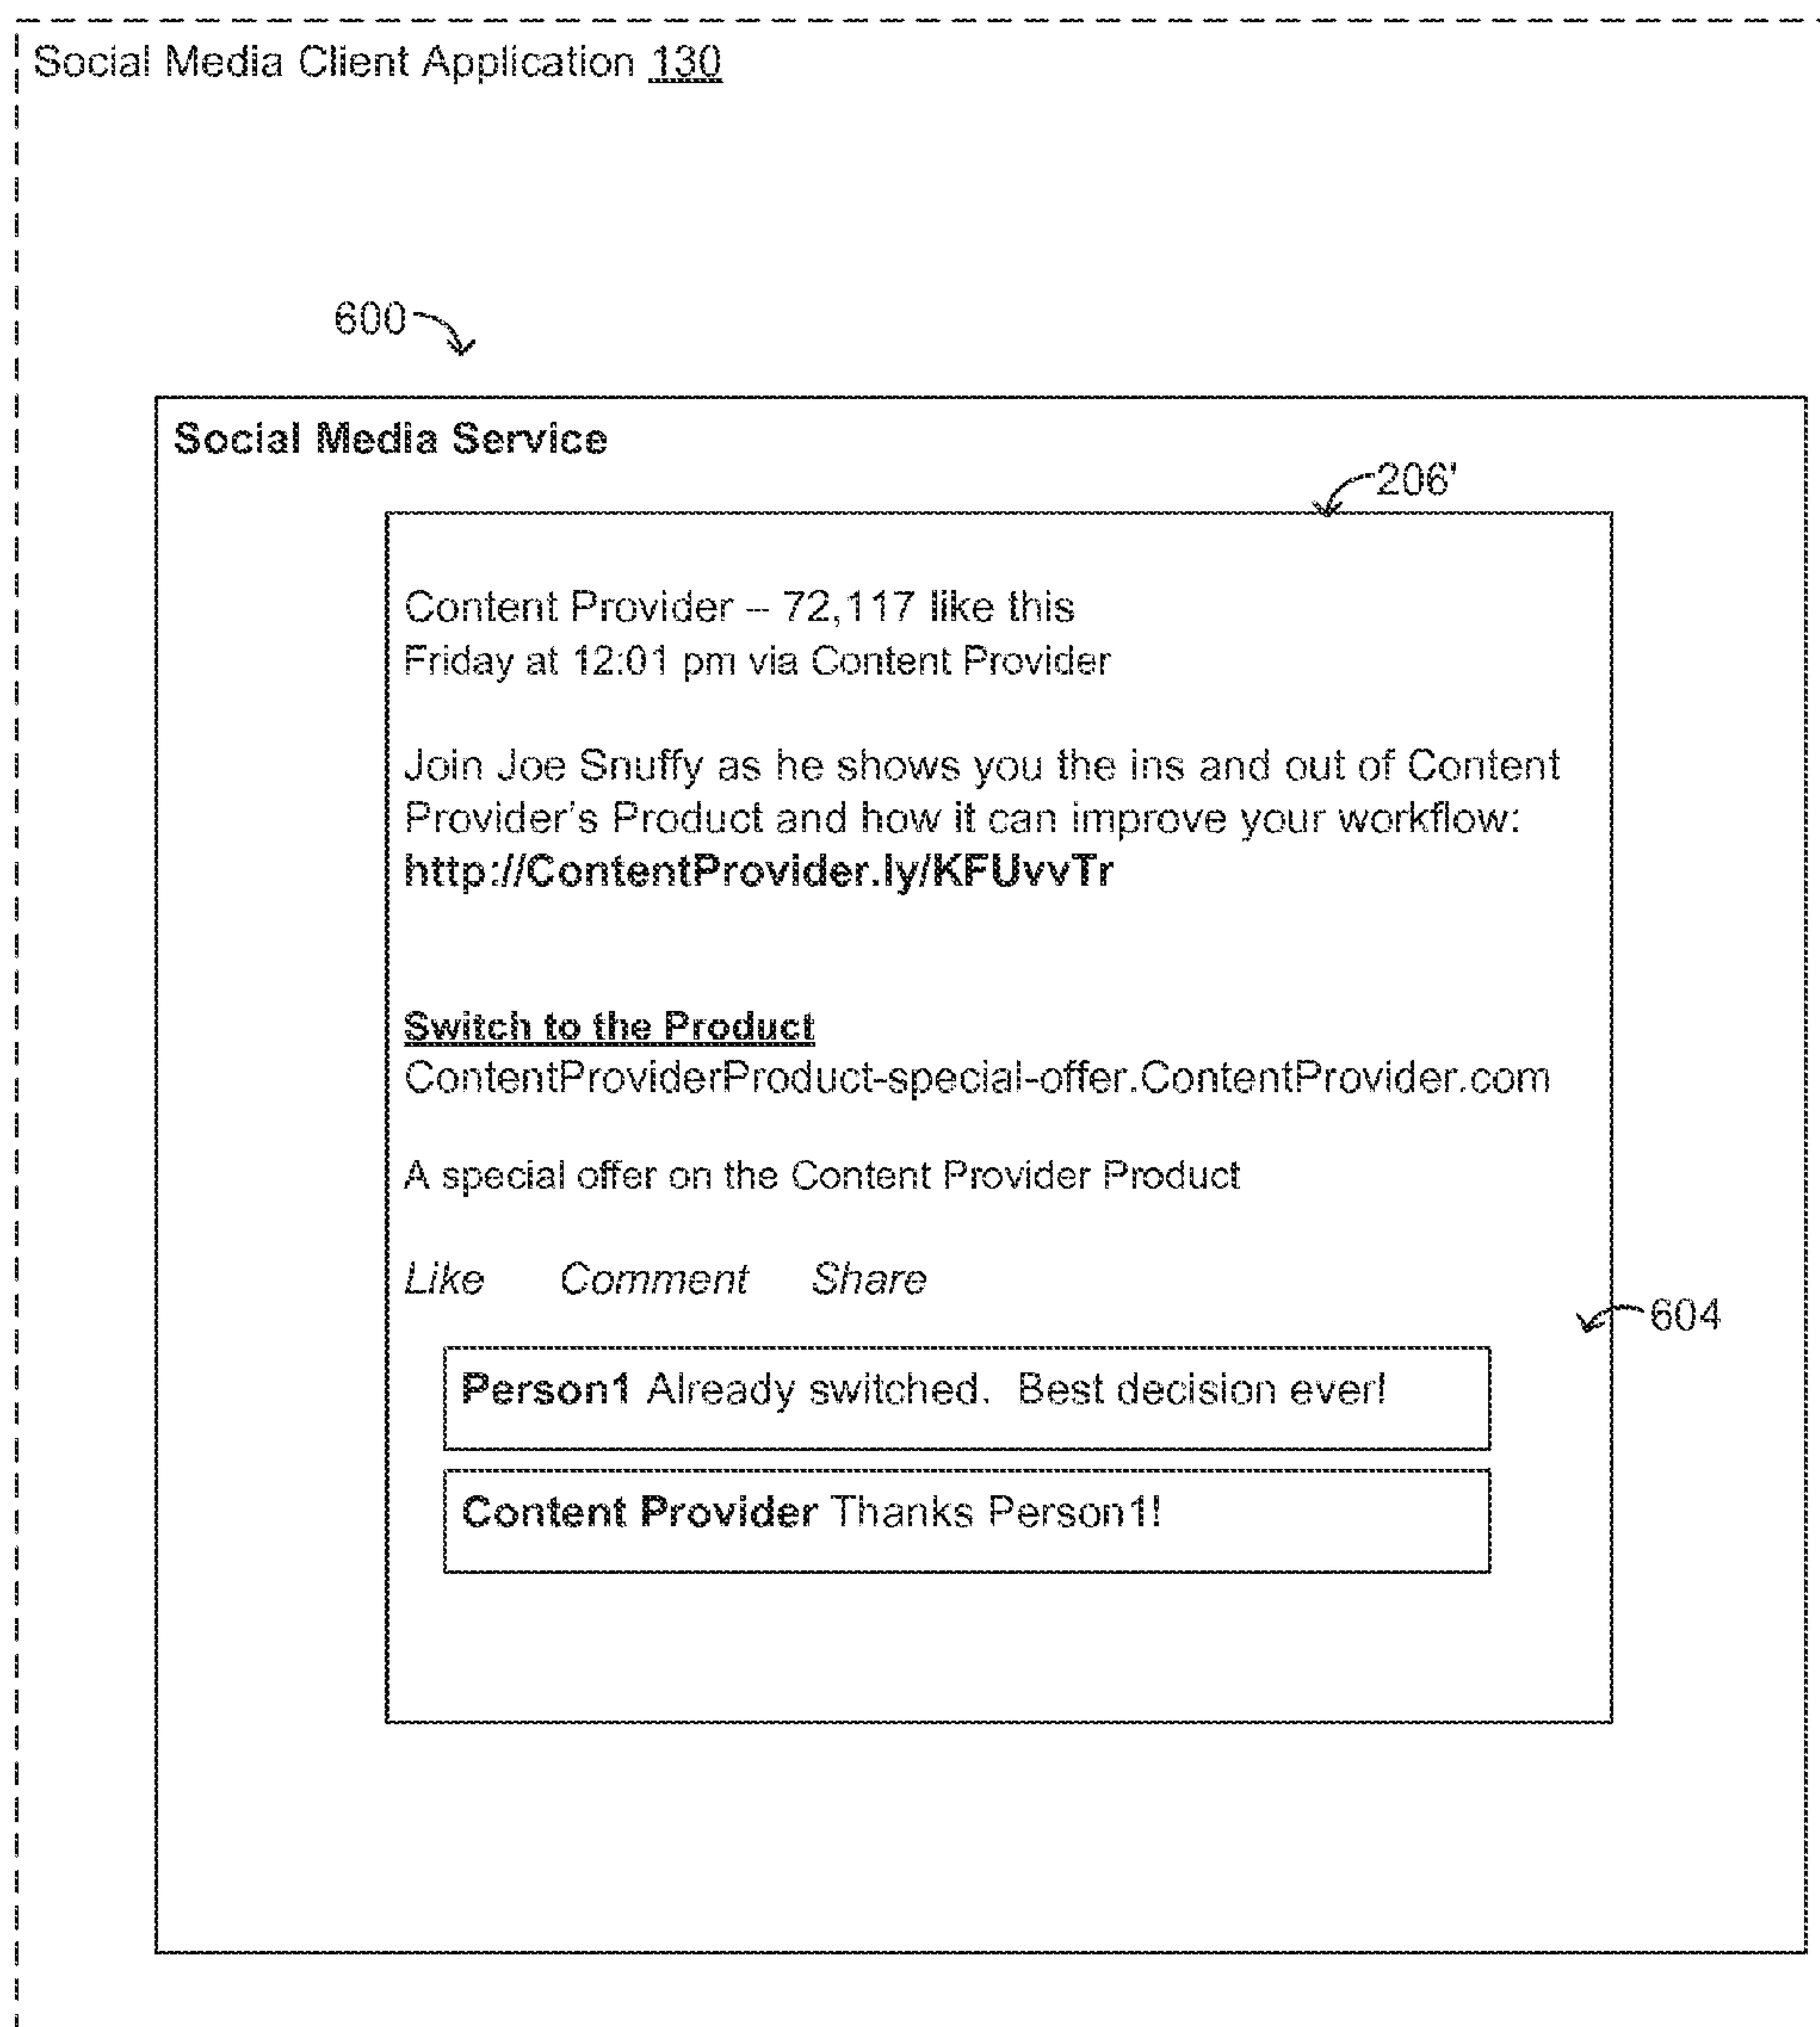 Social Media Client Application 130
600
Social Media Service
206'
Content Provider -- 72,117 like this
Friday at 12:01 pm via Content Provider
Join Joe Snuffy as he shows you the ins and out of Content
Provider's Product and how it can improve your workflow:
http://ContentProvider.ly/KFUvvTr
Switch to the Product
ContentProviderProduct-special-offer.ContentProvider.com
A special offer on the Content Provider Product
Like Comment Share
604
Person1 Already switched. Best decision ever!
Content Provider Thanks Person1!